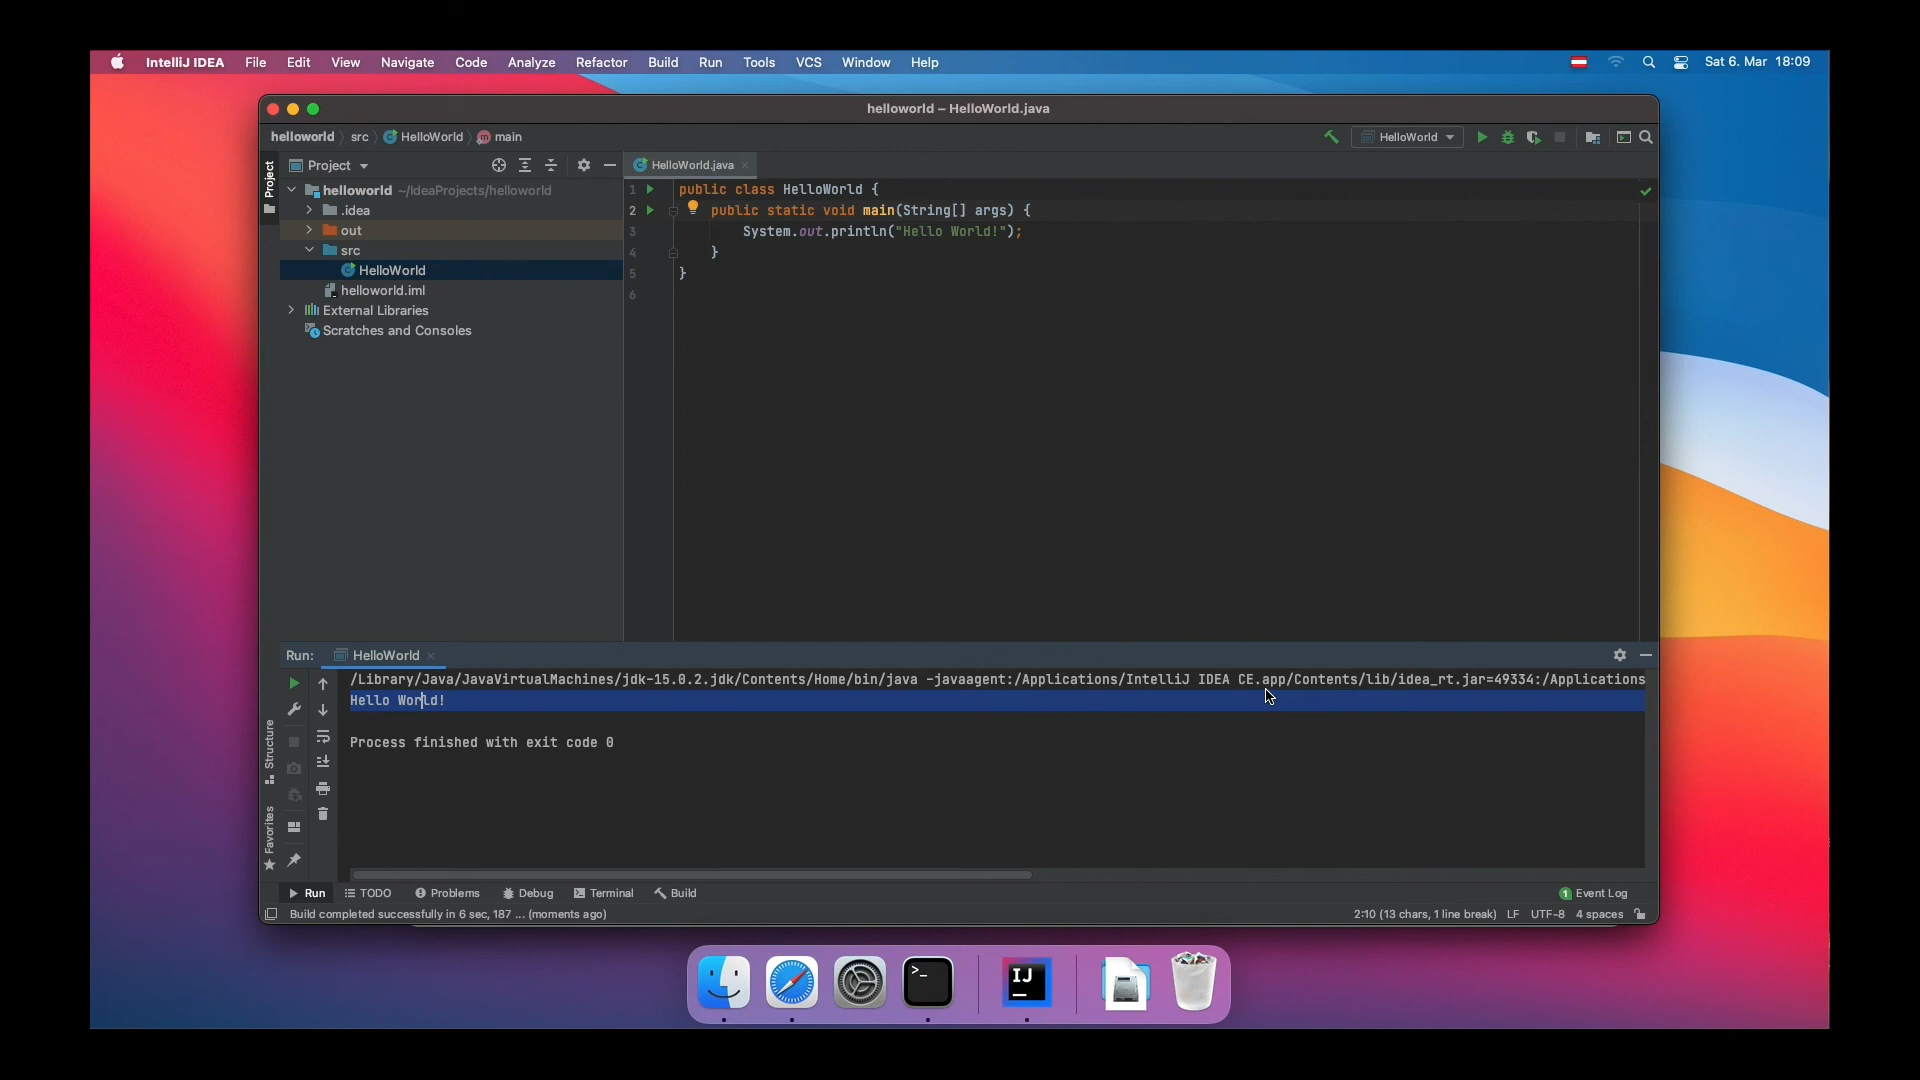 IntelliJ IDEA File Edit View Navigate Code Analyze Refactor Build Run Tools VCS Window Help Sat 6. Mar 18:09
helloworld – HelloWorld.java
helloworld src HelloWorld main HelloWorld
Project
Project
helloworld ~/IdeaProjects/helloworld
.idea
out
src
HelloWorld
helloworld.iml
External Libraries
Scratches and Consoles
HelloWorld.java
1 public class HelloWorld {
2 public static void main(String[] args) {
3 System.out.println("Hello World!");
4 }
5 }
6
Run: HelloWorld
/Library/Java/JavaVirtualMachines/jdk-15.0.2.jdk/Contents/Home/bin/java -javaagent:/Applications/IntelliJ IDEA CE.app/Contents/lib/idea_rt.jar=49334:/Applications
Hello World!
Process finished with exit code 0
Structure
Favorites
Run TODO Problems Debug Terminal Build 1 Event Log
Build completed successfully in 6 sec, 187 ... (moments ago) 2:10 (13 chars, 1 line break) LF UTF-8 4 spaces
>_
IJ